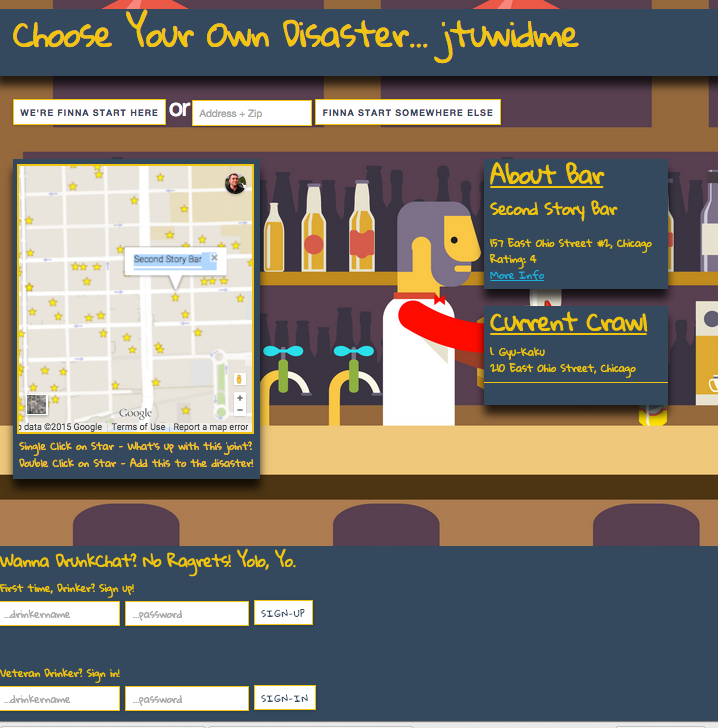 Choose Your Own Disaster... jtuwidme
WE'RE FINNA START HERE or Address + Zip FINNA START SOMEWHERE ELSE
Second Story Bar ×
Google
data ©2015 Google Terms of Use Report a map error
Single Click on Star - What's up with this joint?
Double Click on Star - Add this to the disaster!
About Bar
Second Story Bar
157 East Ohio Street #2, Chicago
Rating: 4
More Info
Current Crawl
1. Gyu-Kaku
210 East Ohio Street, Chicago
Wanna DrunkChat? No Ragrets! Yolo, Yo.
First time, Drinker? Sign up!
...drinkername ...password SIGN-UP
Veteran Drinker? Sign in!
...drinkername ...password SIGN-IN